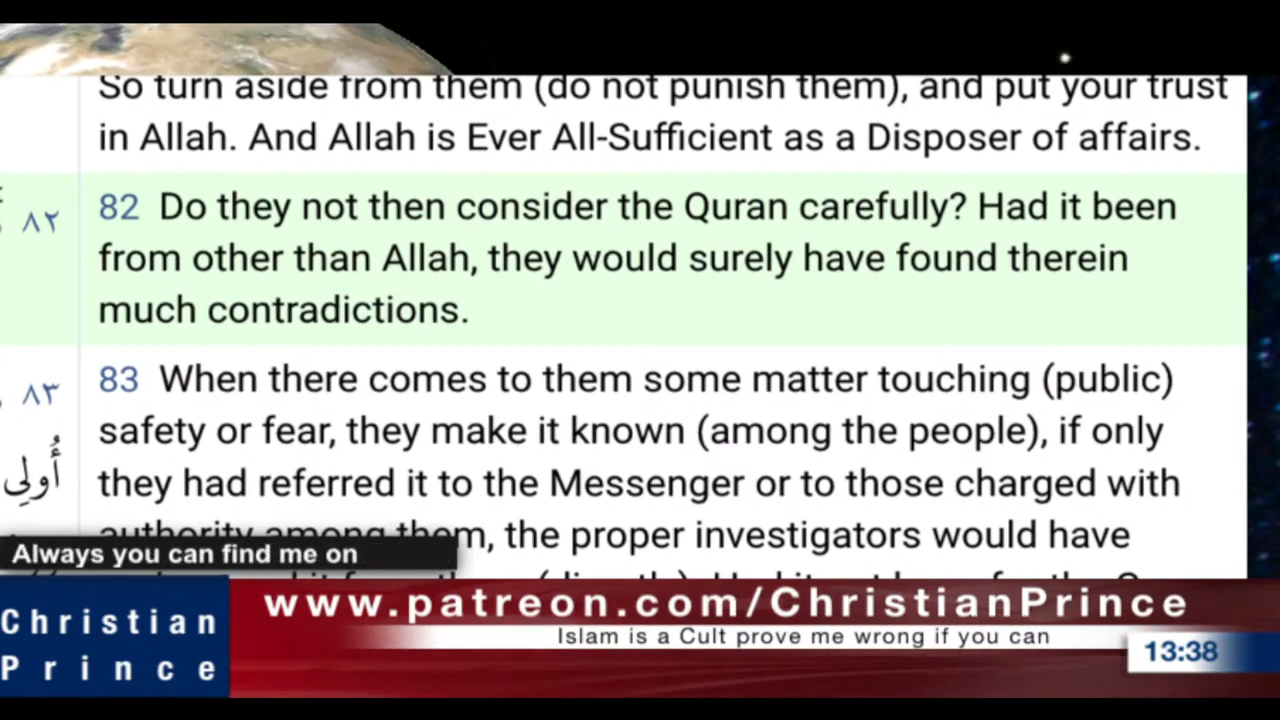 So turn aside from them (do not punish them), and put your trust
in Allah. And Allah is Ever All-Sufficient as a Disposer of affairs.
٨٢ 82 Do they not then consider the Quran carefully? Had it been
from other than Allah, they would surely have found therein
much contradictions.
٨٣ 83 When there comes to them some matter touching (public)
safety or fear, they make it known (among the people), if only
أُولِي they had referred it to the Messenger or to those charged with
authority among them, the proper investigators would have
Always you can find me on
Christian
Prince
www.patreon.com/ChristianPrince
Islam is a Cult prove me wrong if you can
13:38